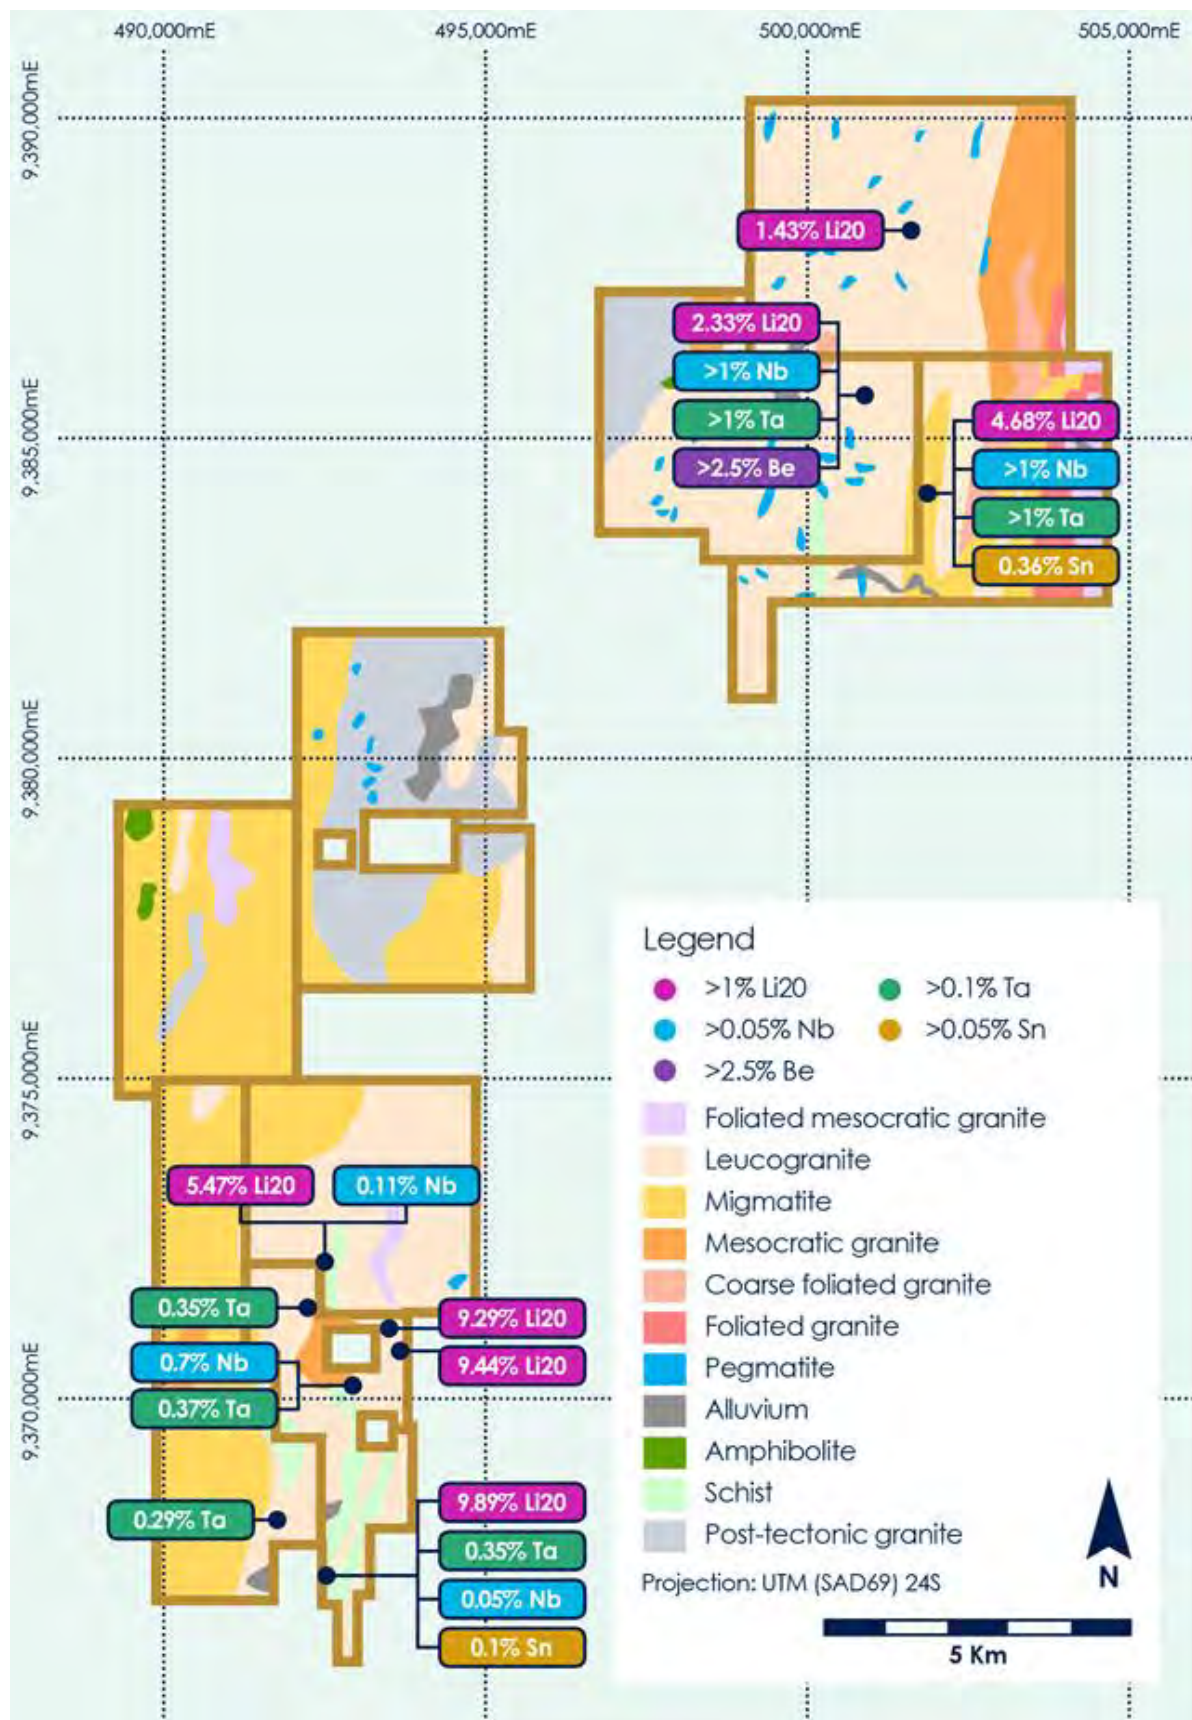 490,000mE
495,000mE
500,000mE
505,000mE
9,390,000mE
9,385,000mE
9,380,000mE
9,375,000mE
9,370,000mE
1.43% Li20
2.33% Li20
>1% Nb
>1% Ta
>2.5% Be
4.68% Li20
>1% Nb
>1% Ta
0.36% Sn
5.47% Li20
0.11% Nb
0.35% Ta
0.7% Nb
0.37% Ta
9.29% Li20
9.44% Li20
0.29% Ta
9.89% Li20
0.35% Ta
0.05% Nb
0.1% Sn
Legend
>1% Li20
>0.1% Ta
>0.05% Nb
>0.05% Sn
>2.5% Be
Foliated mesocratic granite
Leucogranite
Migmatite
Mesocratic granite
Coarse foliated granite
Foliated granite
Pegmatite
Alluvium
Amphibolite
Schist
Post-tectonic granite
Projection: UTM (SAD69) 24S
N
5 Km